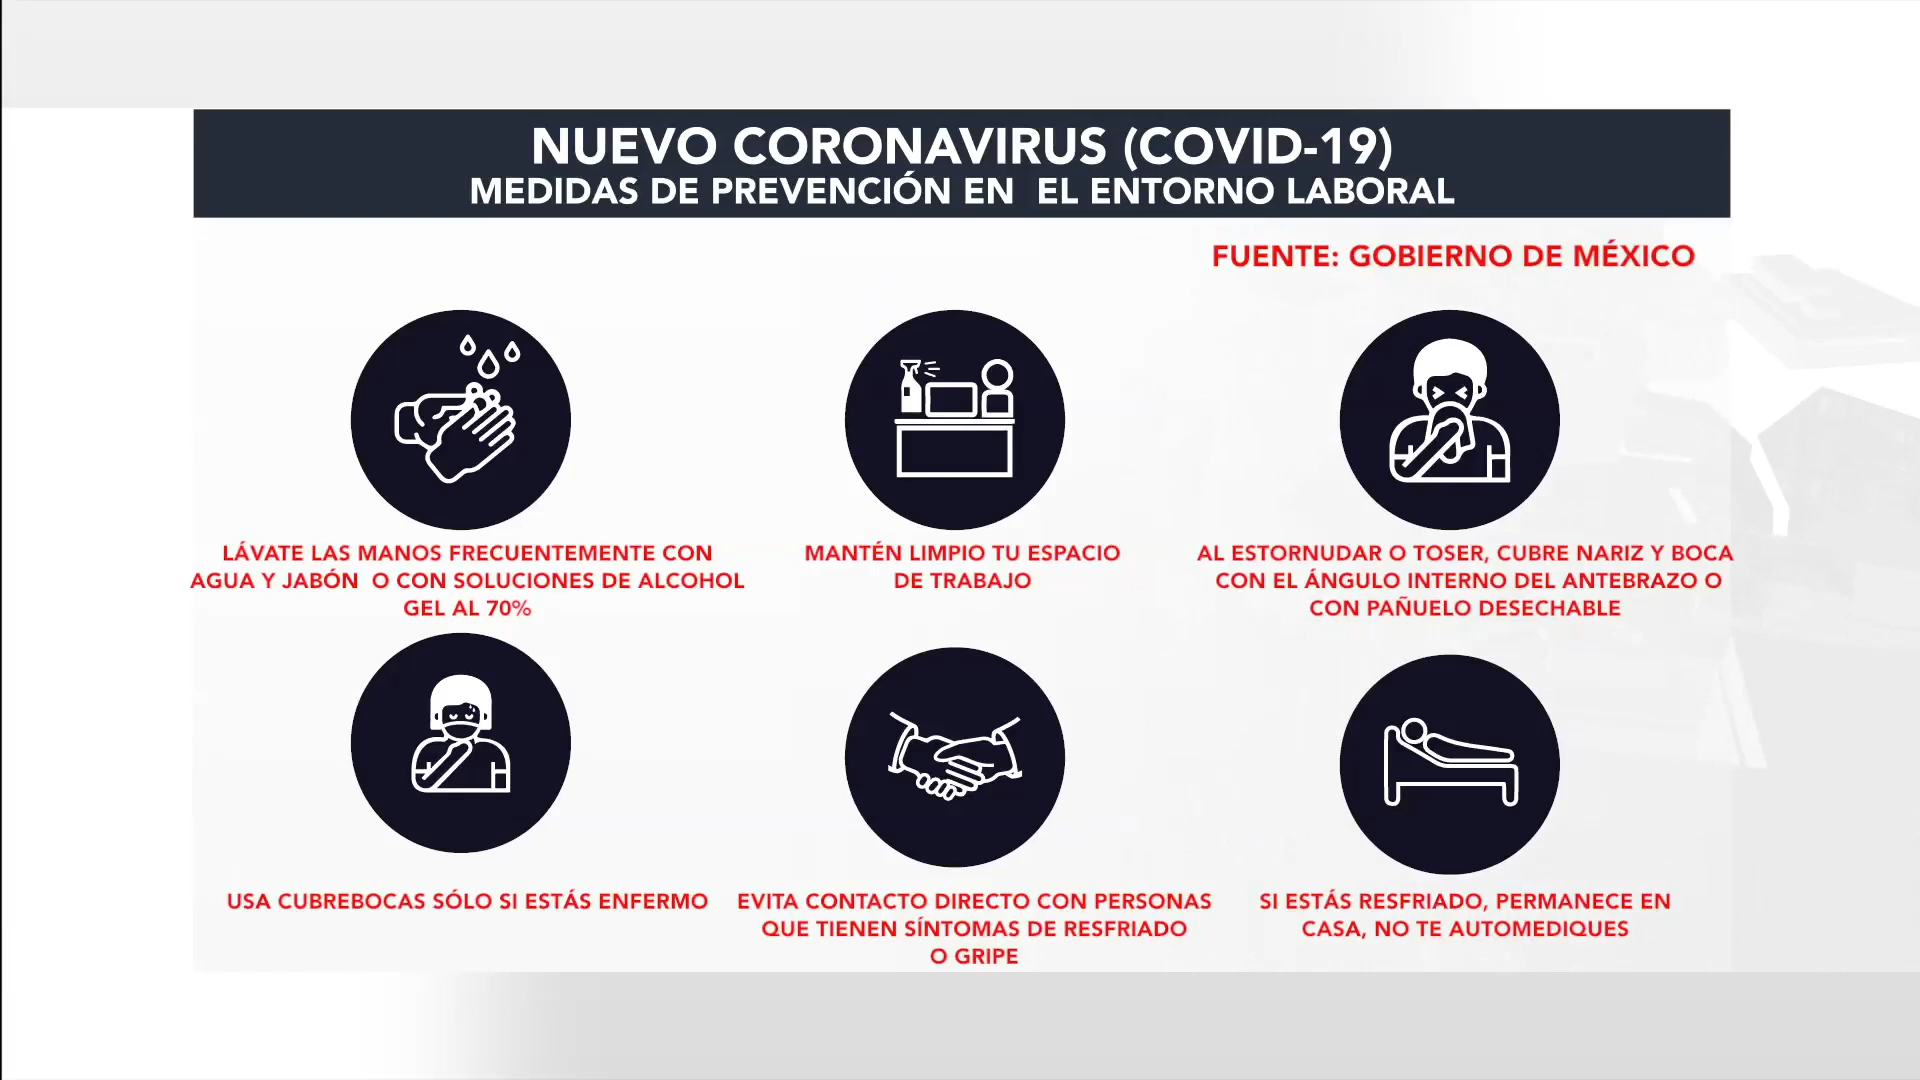 NUEVO CORONAVIRUS (COVID-19)
MEDIDAS DE PREVENCIÓN EN EL ENTORNO LABORAL
FUENTE: GOBIERNO DE MÉXICO
LÁVATE LAS MANOS FRECUENTEMENTE CON
AGUA Y JABÓN O CON SOLUCIONES DE ALCOHOL
GEL AL 70%
MANTÉN LIMPIO TU ESPACIO
DE TRABAJO
AL ESTORNUDAR O TOSER, CUBRE NARIZ Y BOCA
CON EL ÁNGULO INTERNO DEL ANTEBRAZO O
CON PAÑUELO DESECHABLE
USA CUBREBOCAS SÓLO SI ESTÁS ENFERMO
EVITA CONTACTO DIRECTO CON PERSONAS
QUE TIENEN SÍNTOMAS DE RESFRIADO
O GRIPE
SI ESTÁS RESFRIADO, PERMANECE EN
CASA, NO TE AUTOMEDIQUES